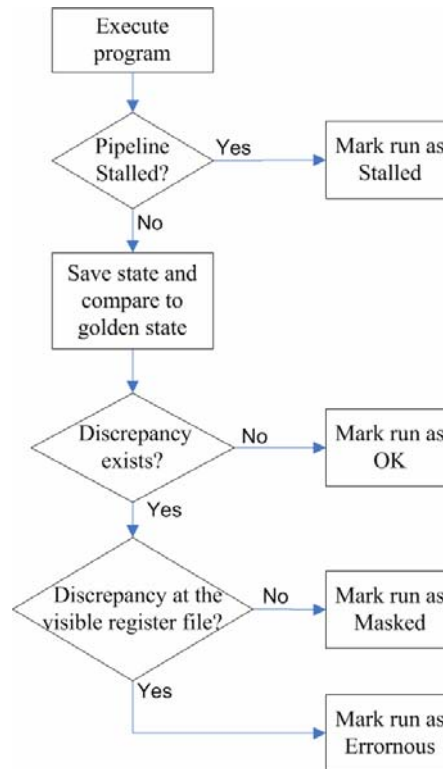 Execute
program
Pipeline
Stalled?
Yes
Mark run as
Stalled
No
Save state and
compare to
golden state
Discrepancy
exists?
No
Mark run as
OK
Yes
Discrepancy at the
visible register file?
No
Mark run as
Masked
Yes
Mark run as
Errornous